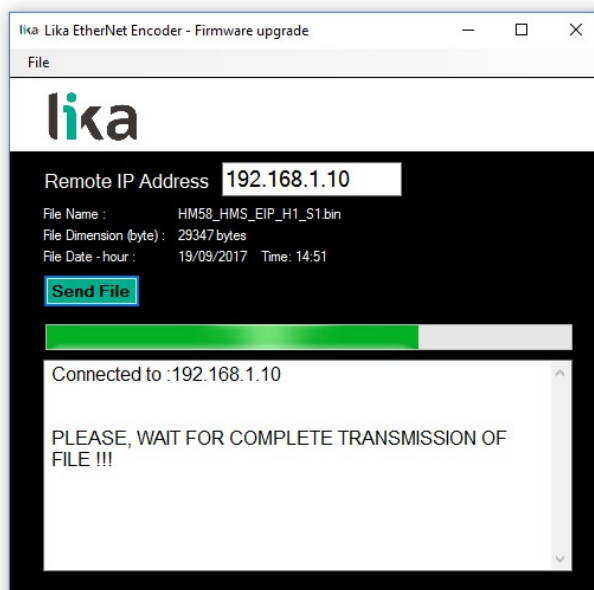 lika Lika EtherNet Encoder - Firmware upgrade
File
lika
Remote IP Address 192.168.1.10
File Name : HM58_HMS_EIP_H1_S1.bin
File Dimension (byte) : 29347 bytes
File Date - hour : 19/09/2017 Time: 14:51
Send File
Connected to :192.168.1.10
PLEASE, WAIT FOR COMPLETE TRANSMISSION OF
FILE !!!